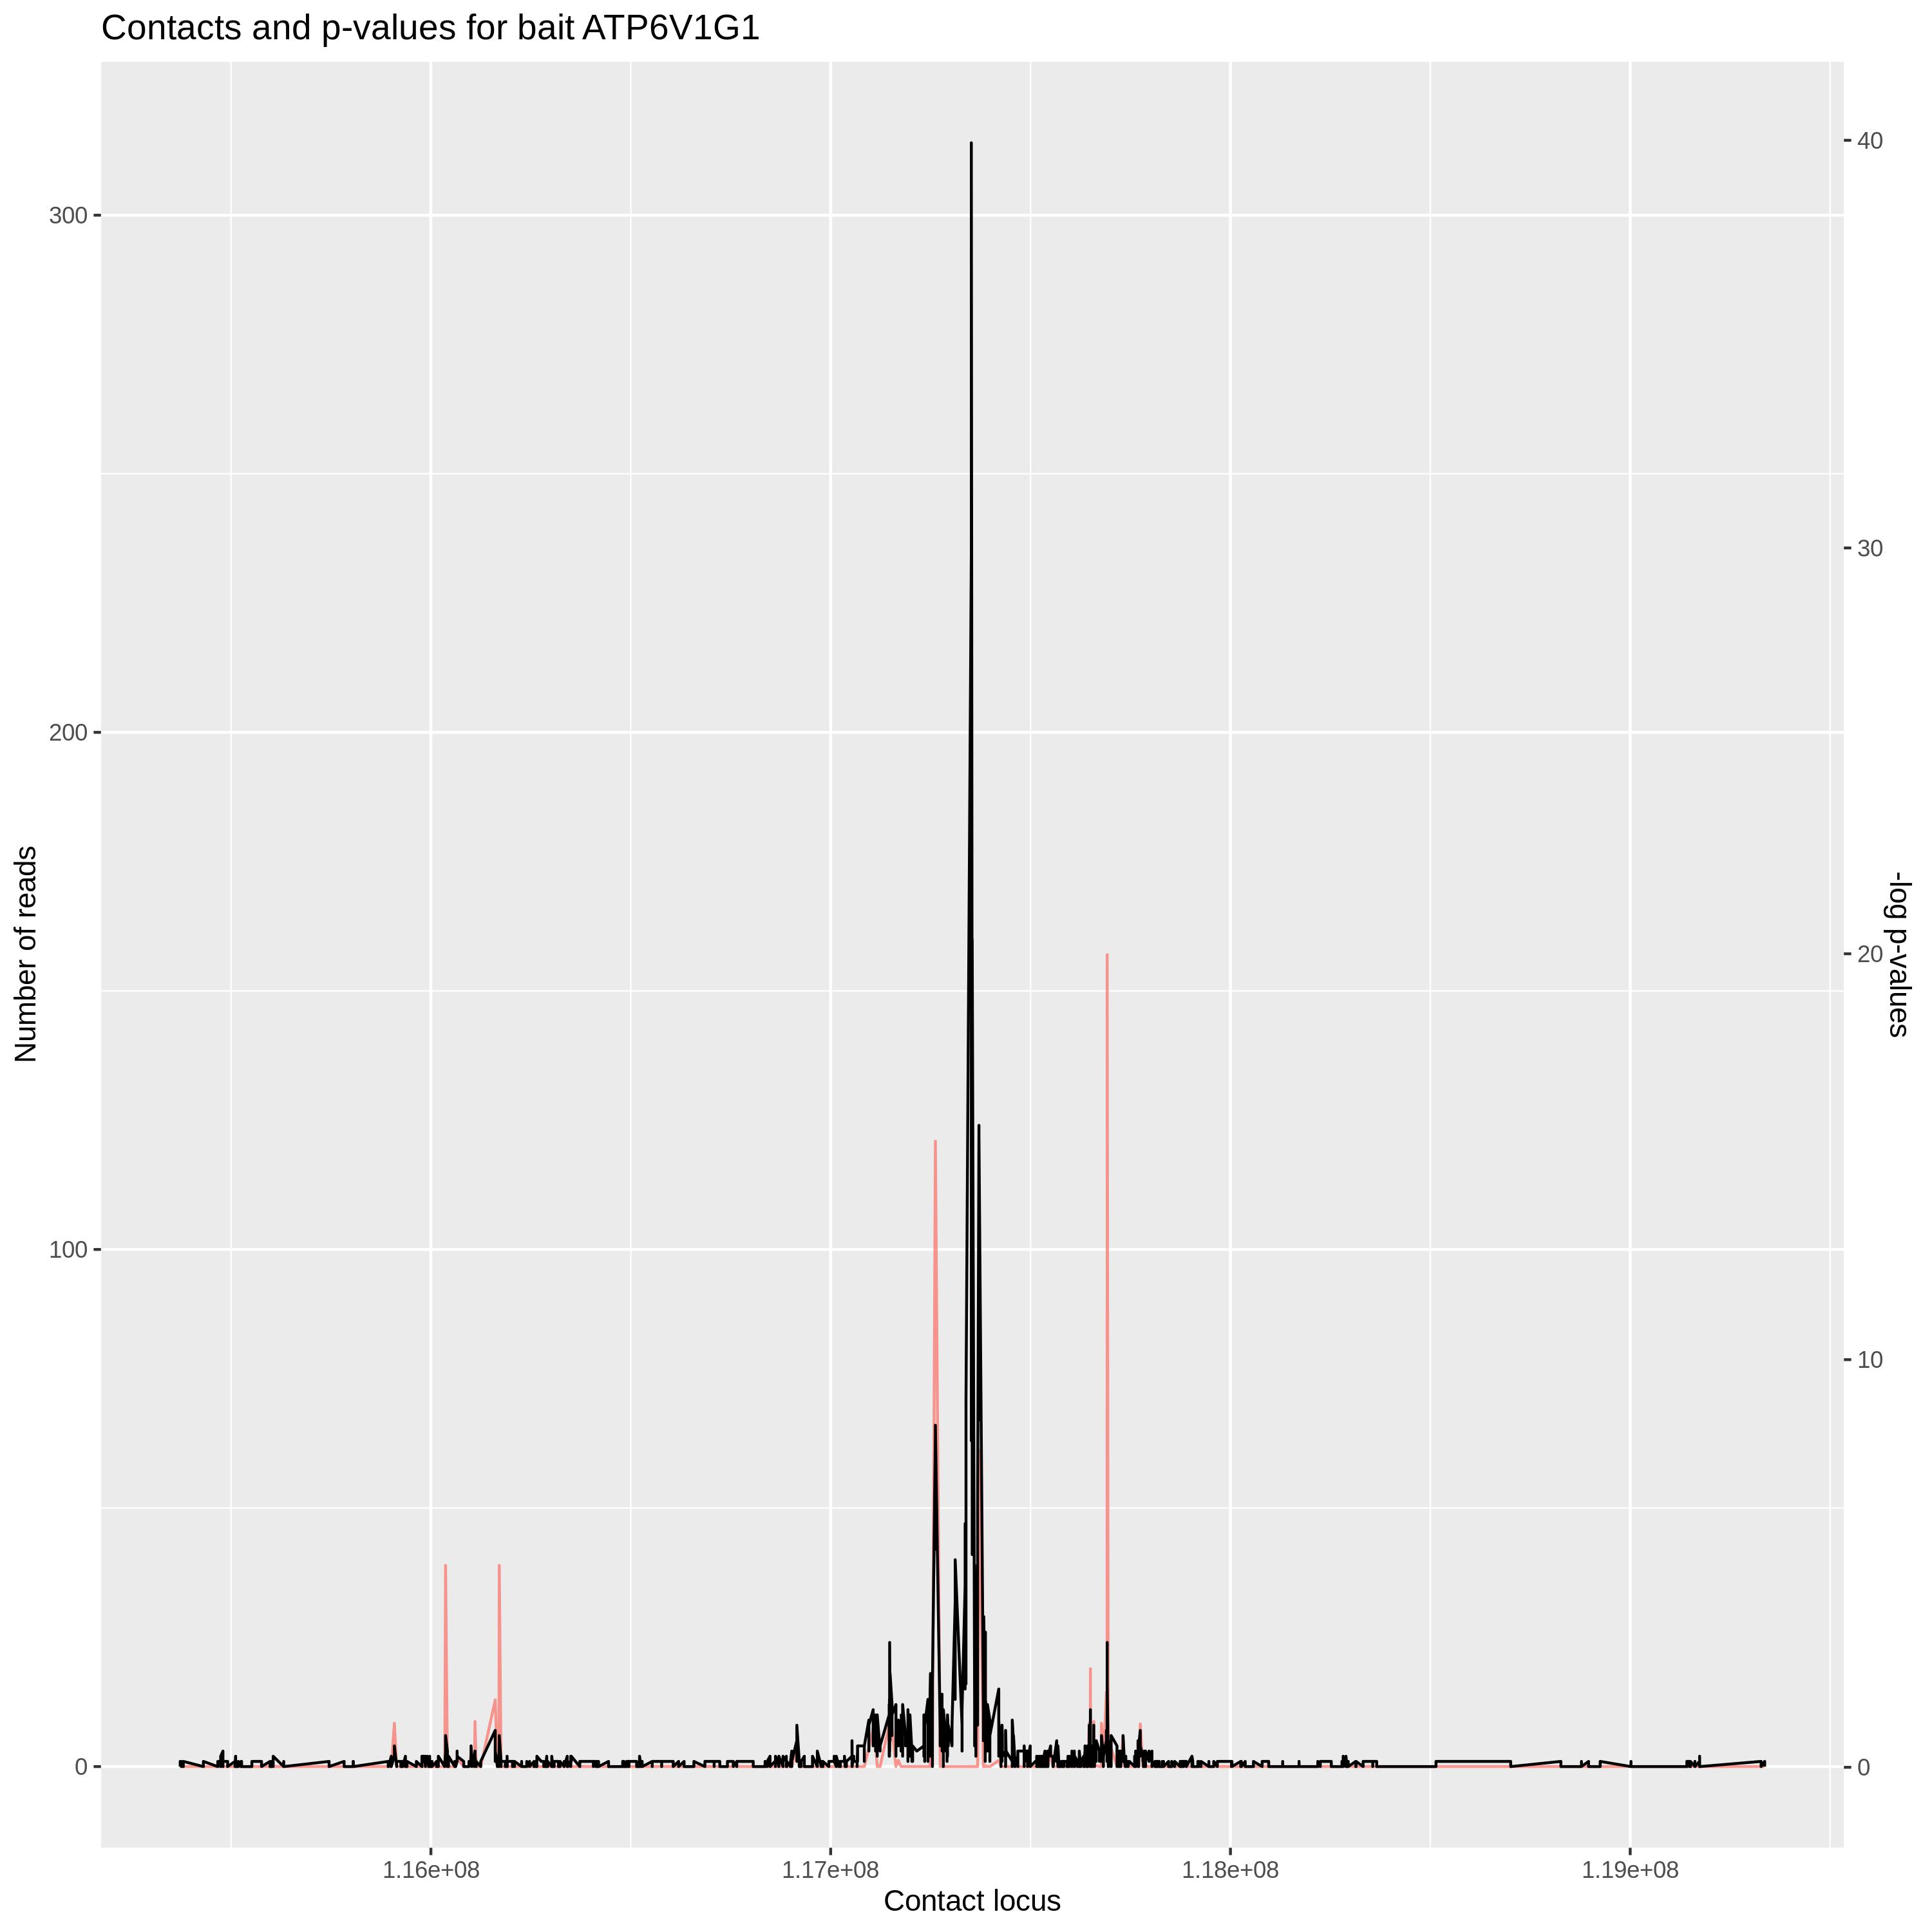 Contacts and p-values for bait ATP6V1G1
300
200
100
0
Number of reads
40
30
20
10
0
-log p-values
1.16e+08
1.17e+08
1.18e+08
1.19e+08
Contact locus